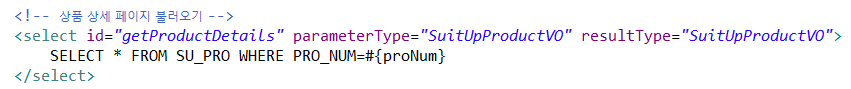 <!-- 상품 상세 페이지 불러오기 -->
<select id="getProductDetails" parameterType="SuitUpProductVO" resultType="SuitUpProductVO">
    SELECT * FROM SU_PRO WHERE PRO_NUM=#{proNum}
</select>